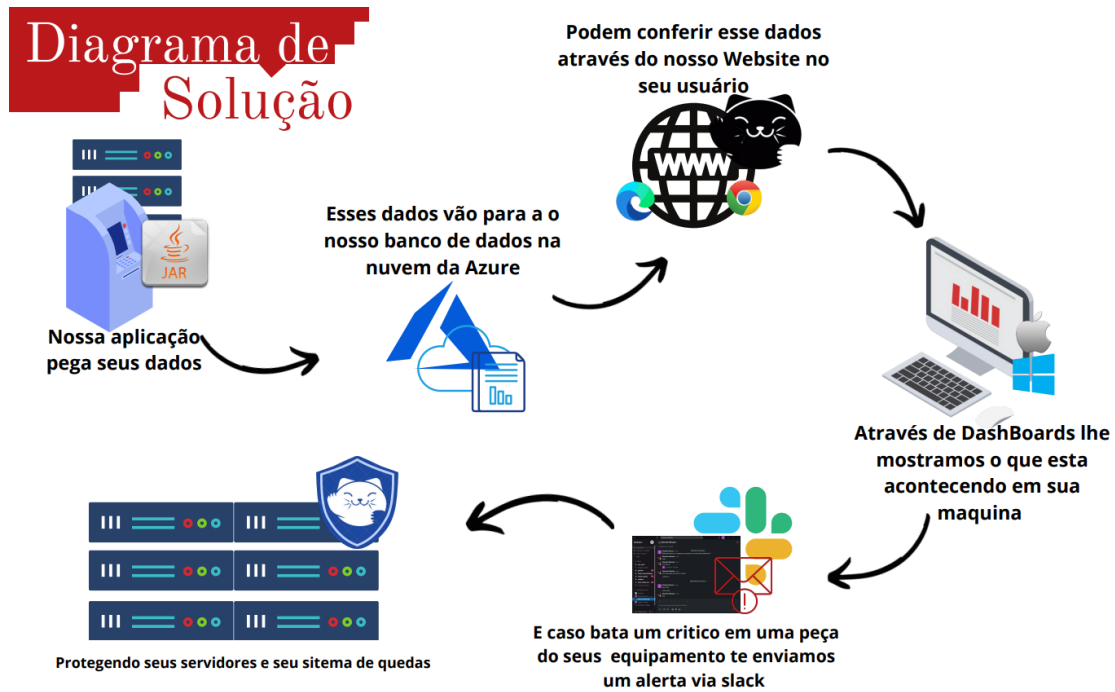 Diagrama de
Solução
Podem conferir esse dados
através do nosso Website no
seu usuário
WWW
Esses dados vão para a o
nosso banco de dados na
nuvem da Azure
JAR
Nossa aplicação
pega seus dados
Através de DashBoards lhe
mostramos o que esta
acontecendo em sua
maquina
E caso bata um critico em uma peça
do seus equipamento te enviamos
um alerta via slack
Protegendo seus servidores e seu sitema de quedas